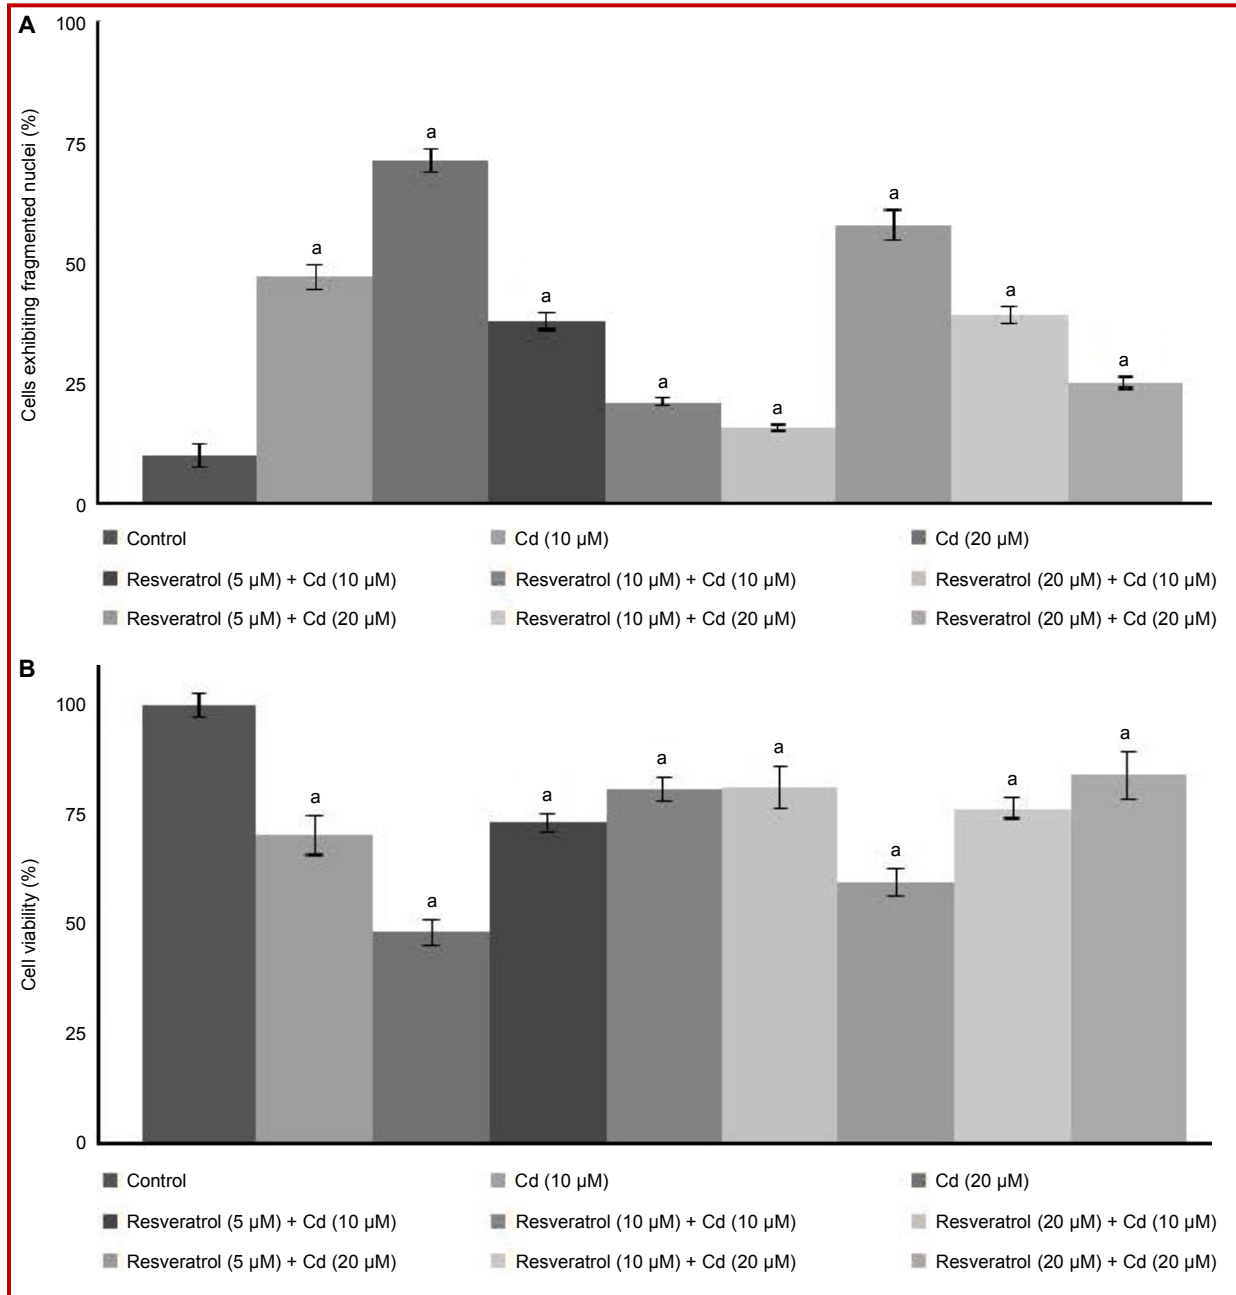 A
100
75
50
25
0
Cells exhibiting fragmented nuclei (%)
a
a
a
a
a
a
a
a
Control
Cd (10 µM)
Cd (20 µM)
Resveratrol (5 µM) + Cd (10 µM)
Resveratrol (10 µM) + Cd (10 µM)
Resveratrol (20 µM) + Cd (10 µM)
Resveratrol (5 µM) + Cd (20 µM)
Resveratrol (10 µM) + Cd (20 µM)
Resveratrol (20 µM) + Cd (20 µM)
B
100
75
50
25
0
Cell viability (%)
a
a
a
a
a
a
a
a
Control
Cd (10 µM)
Cd (20 µM)
Resveratrol (5 µM) + Cd (10 µM)
Resveratrol (10 µM) + Cd (10 µM)
Resveratrol (20 µM) + Cd (10 µM)
Resveratrol (5 µM) + Cd (20 µM)
Resveratrol (10 µM) + Cd (20 µM)
Resveratrol (20 µM) + Cd (20 µM)